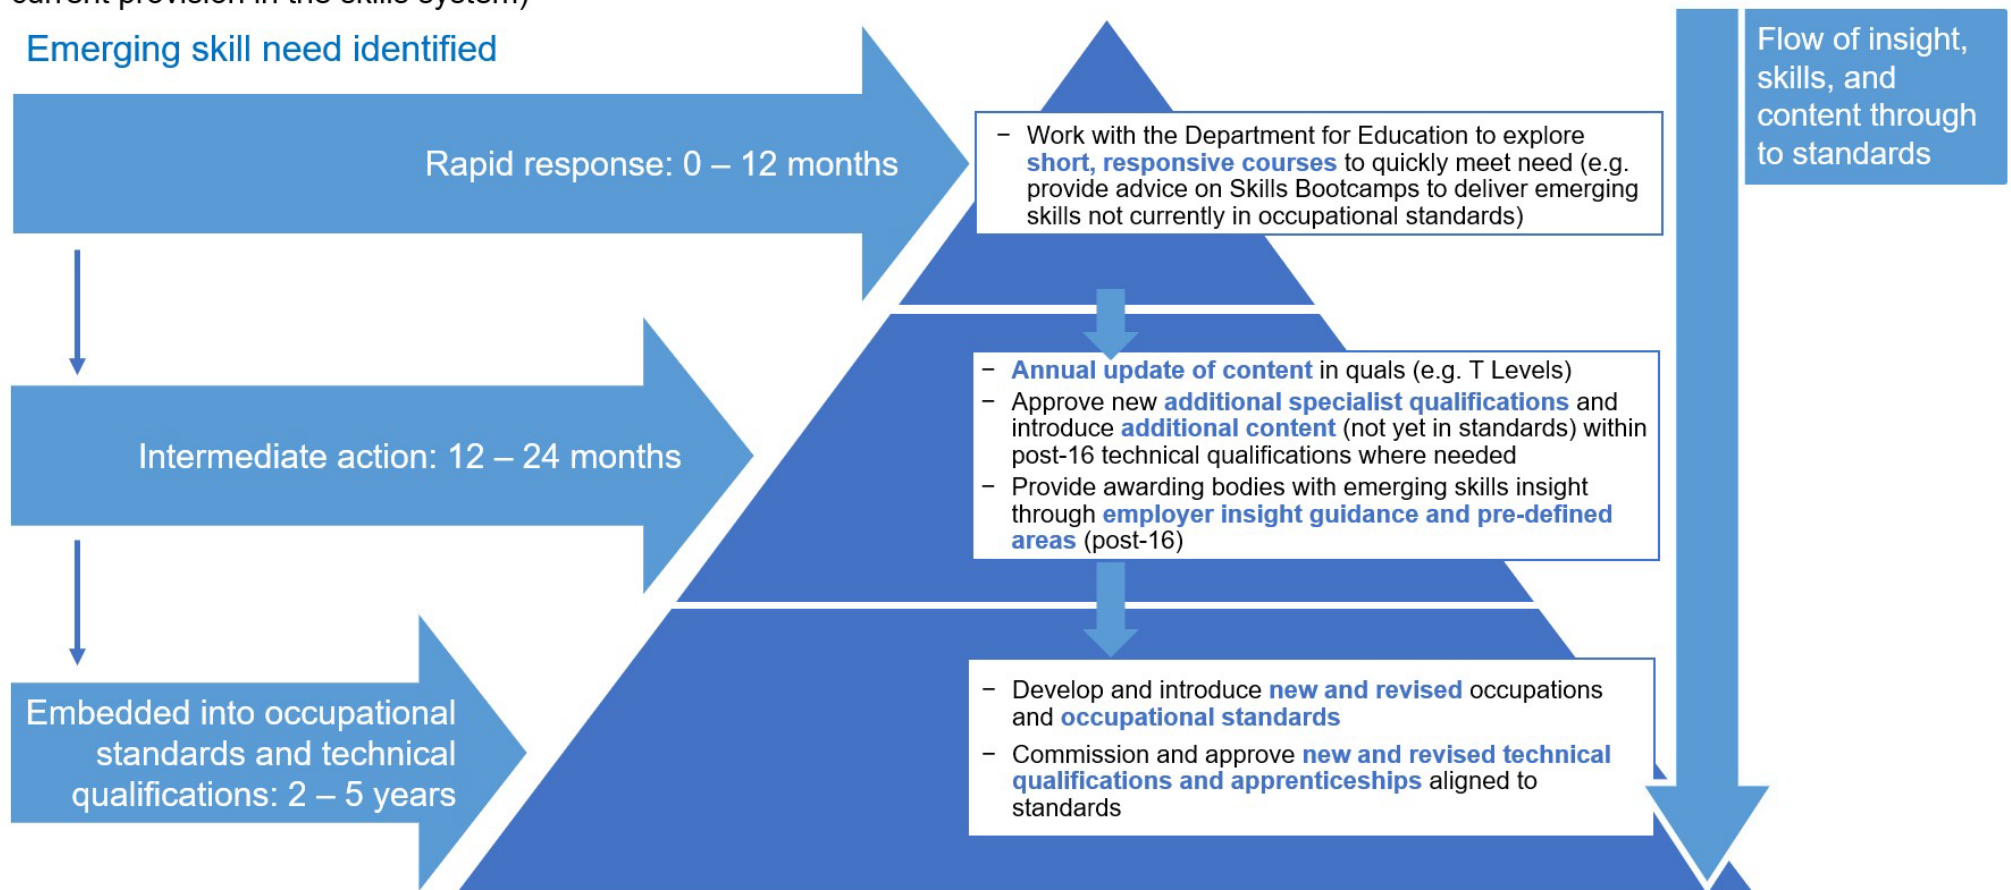 current provision in the skills system)
Emerging skill need identified
Flow of insight,
skills, and
content through
to standards
Rapid response: 0 – 12 months
− Work with the Department for Education to explore
short, responsive courses to quickly meet need (e.g.
provide advice on Skills Bootcamps to deliver emerging
skills not currently in occupational standards)
Intermediate action: 12 – 24 months
− Annual update of content in quals (e.g. T Levels)
− Approve new additional specialist qualifications and
introduce additional content (not yet in standards) within
post-16 technical qualifications where needed
− Provide awarding bodies with emerging skills insight
through employer insight guidance and pre-defined
areas (post-16)
Embedded into occupational
standards and technical
qualifications: 2 – 5 years
− Develop and introduce new and revised occupations
and occupational standards
− Commission and approve new and revised technical
qualifications and apprenticeships aligned to
standards